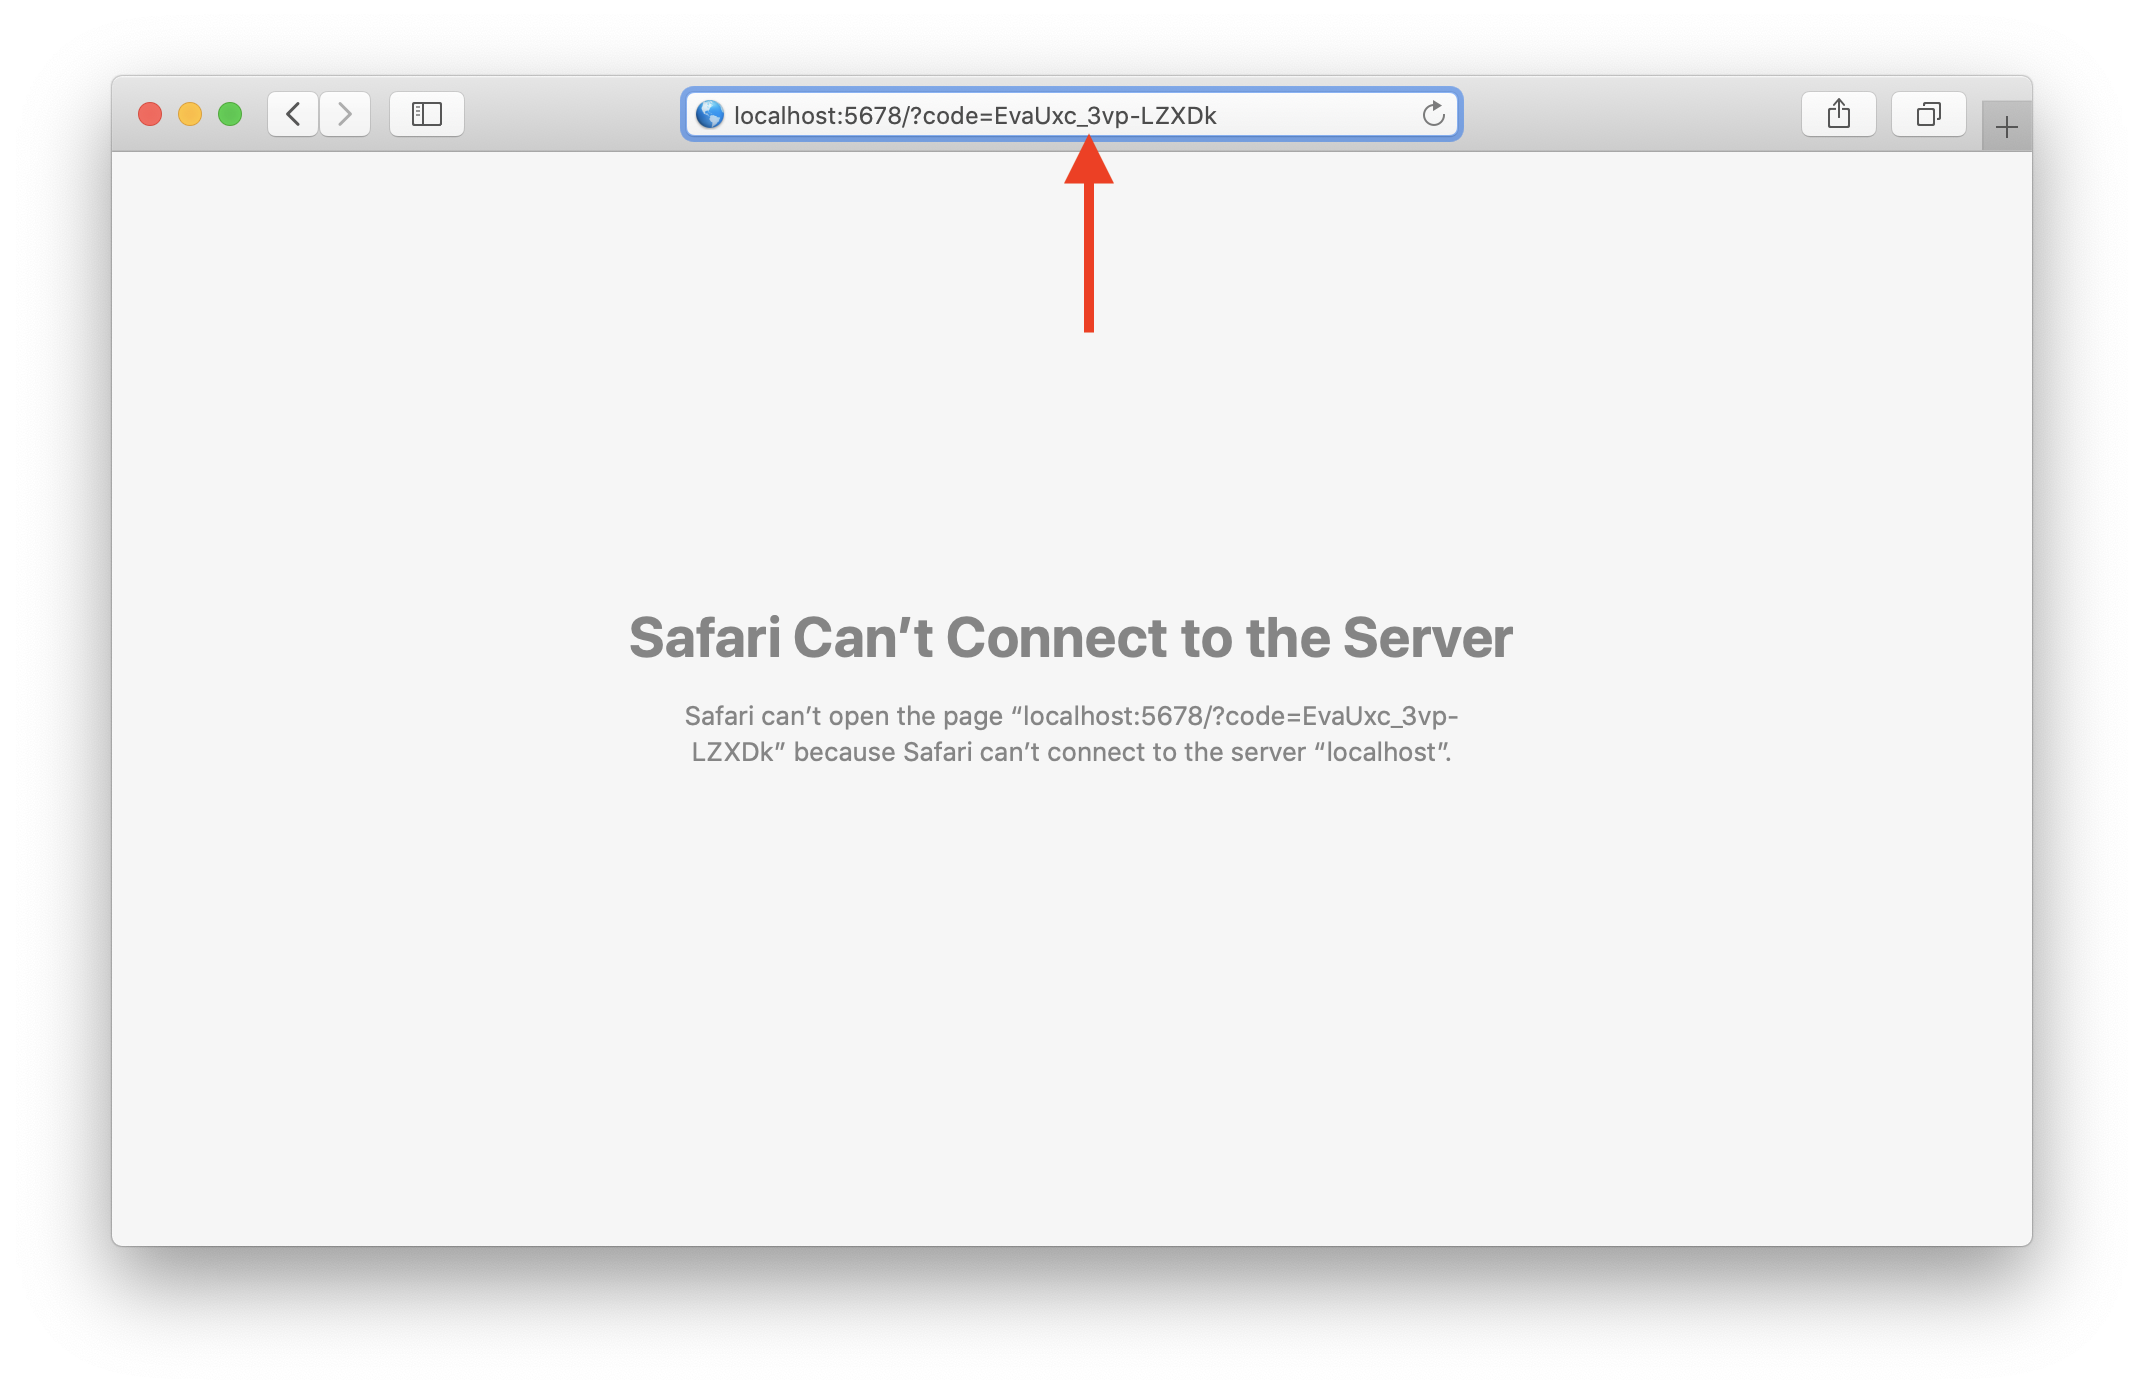 localhost:5678/?code=EvaUxc_3vp-LZXDk
Safari Can’t Connect to the Server
Safari can’t open the page “localhost:5678/?code=EvaUxc_3vp-
LZXDk” because Safari can’t connect to the server “localhost”.